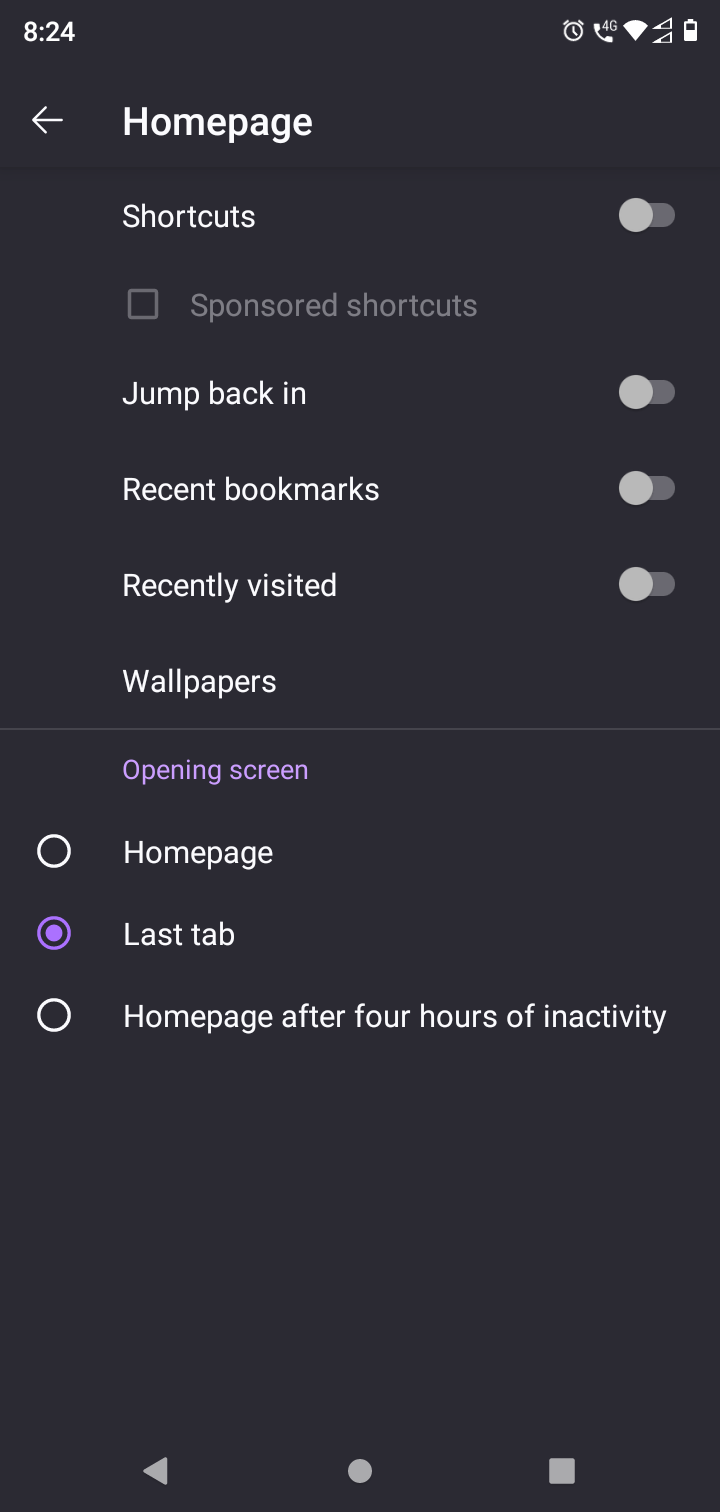 8:24
4G
Homepage
Shortcuts
Sponsored shortcuts
Jump back in
Recent bookmarks
Recently visited
Wallpapers
Opening screen
Homepage
Last tab
Homepage after four hours of inactivity